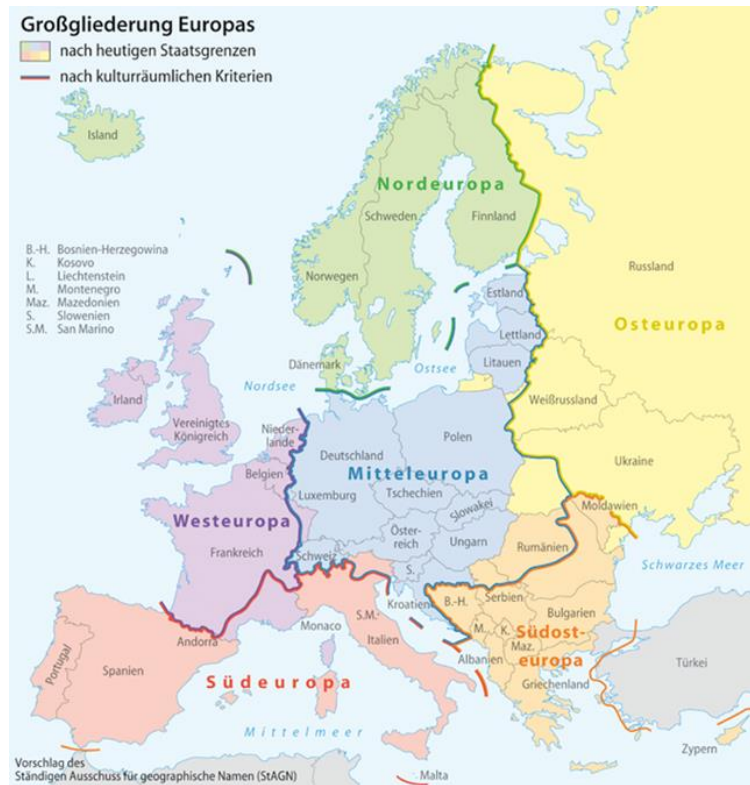 Großgliederung Europas
nach heutigen Staatsgrenzen
nach kulturräumlichen Kriterien
Island
B.-H. Bosnien-Herzegowina
K. Kosovo
L. Liechtenstein
M. Montenegro
Maz. Mazedonien
S. Slowenien
S.M. San Marino
Nordeuropa
Schweden
Finnland
Norwegen
Russland
Estland
Osteuropa
Lettland
Ostsee
Dänemark
Litauen
Nordsee
Weißrussland
Irland
Vereinigtes
Königreich
Nieder-
lande
Polen
Deutschland
Ukraine
Belgien
Mitteleuropa
Luxemburg
Tschechien
Moldawien
Slowakei
Westeuropa
Öster-
reich
Ungarn
Rumänien
Frankreich
Schweiz
L.
S.
Schwarzes Meer
Kroatien
B.-H.
Serbien
S.M.
Bulgarien
Monaco
M.
K.
Südost-
europa
Andorra
Italien
Maz.
Albanien
Türkei
Portugal
Spanien
Südeuropa
Griechenland
Mittelmeer
Zypern
Malta
Vorschlag des
Ständigen Ausschuss für geographische Namen (StAGN)